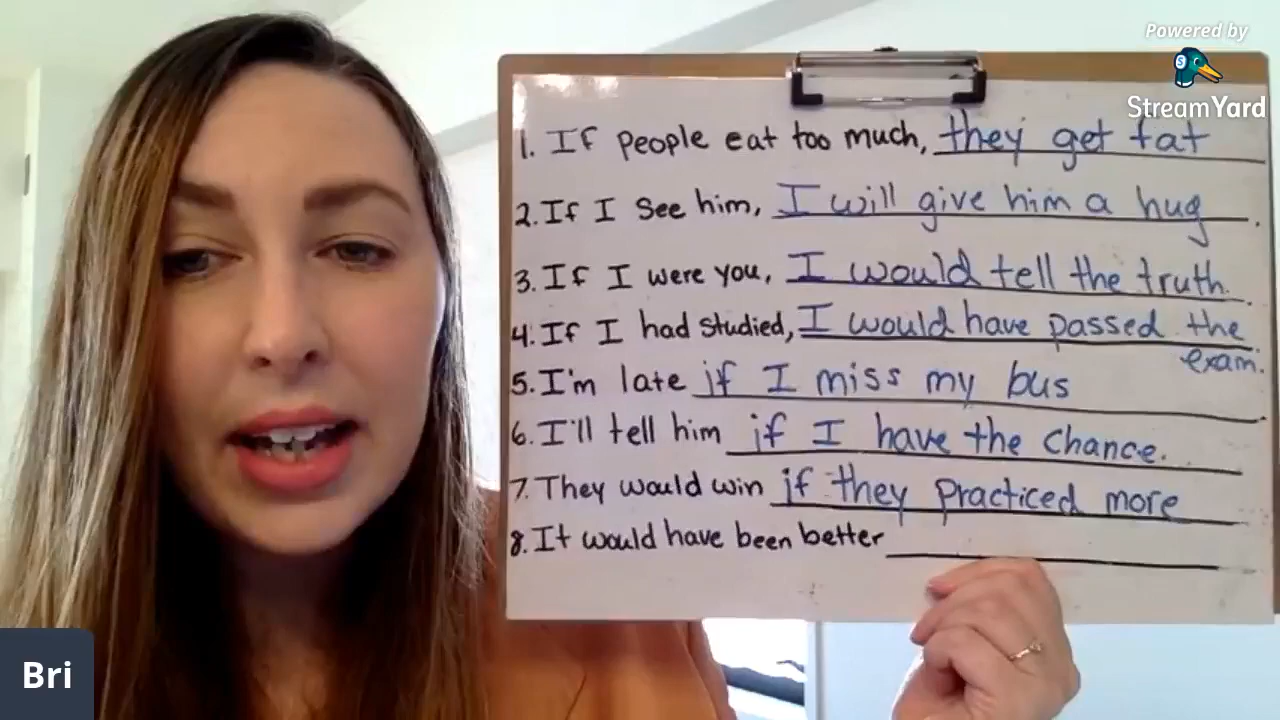 Powered by
StreamYard
1. If people eat too much, they get fat
2. If I see him, I will give him a hug.
3. If I were you, I would tell the truth.
4. If I had studied, I would have passed the
exam.
5. I'm late if I miss my bus
6. I'll tell him if I have the chance.
7. They would win if they practiced more
8. It would have been better
Bri